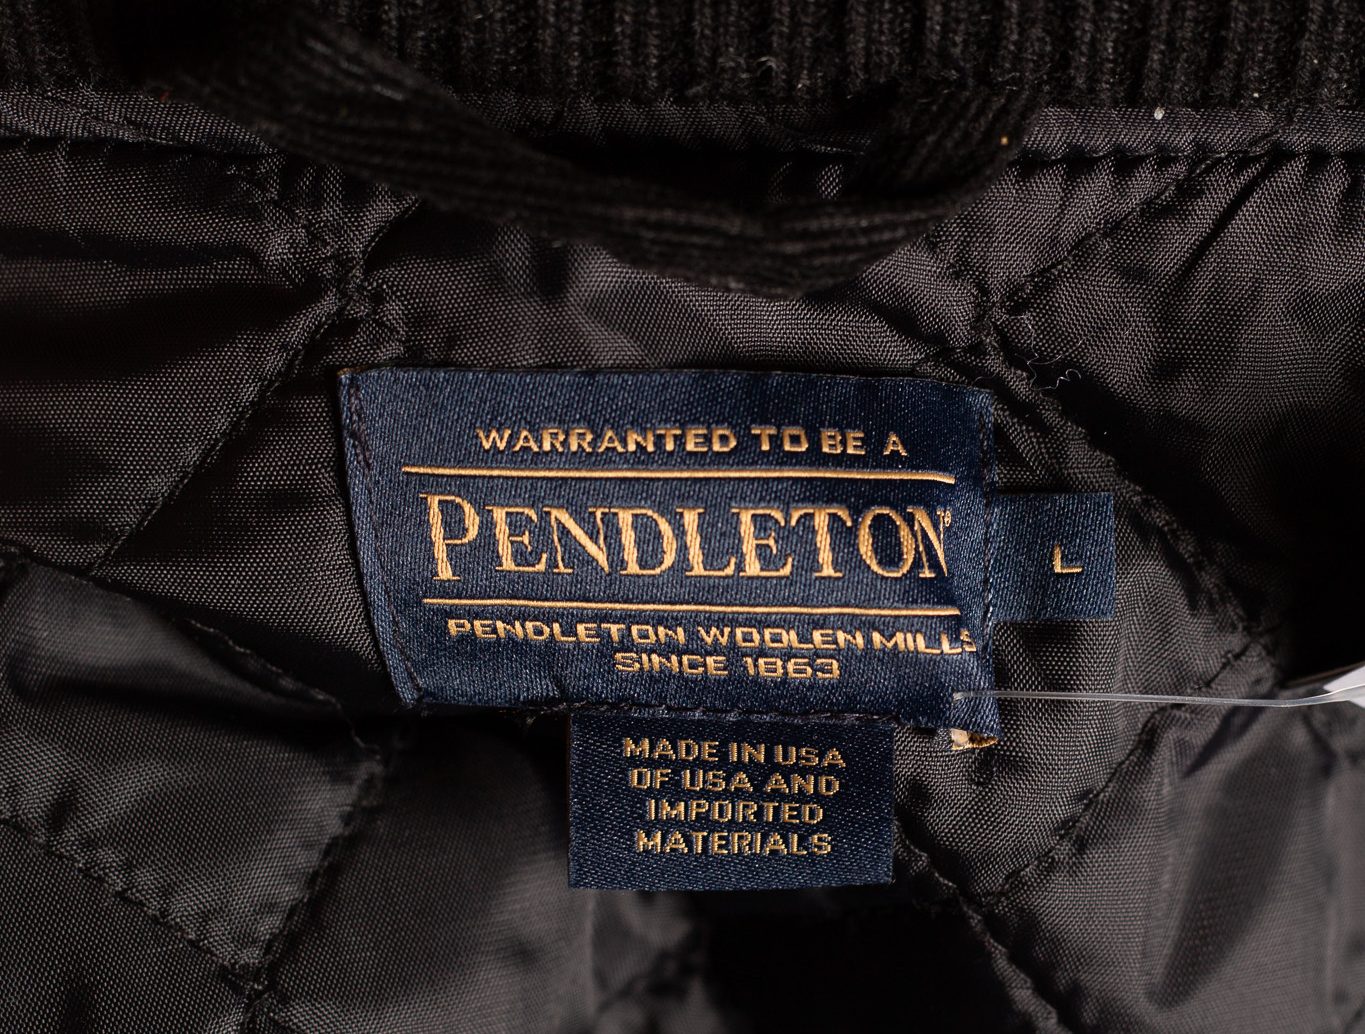 WARRANTED TO BE A
PENDLETON®
L
PENDLETON WOOLEN MILLS
SINCE 1863
MADE IN USA
OF USA AND
IMPORTED
MATERIALS